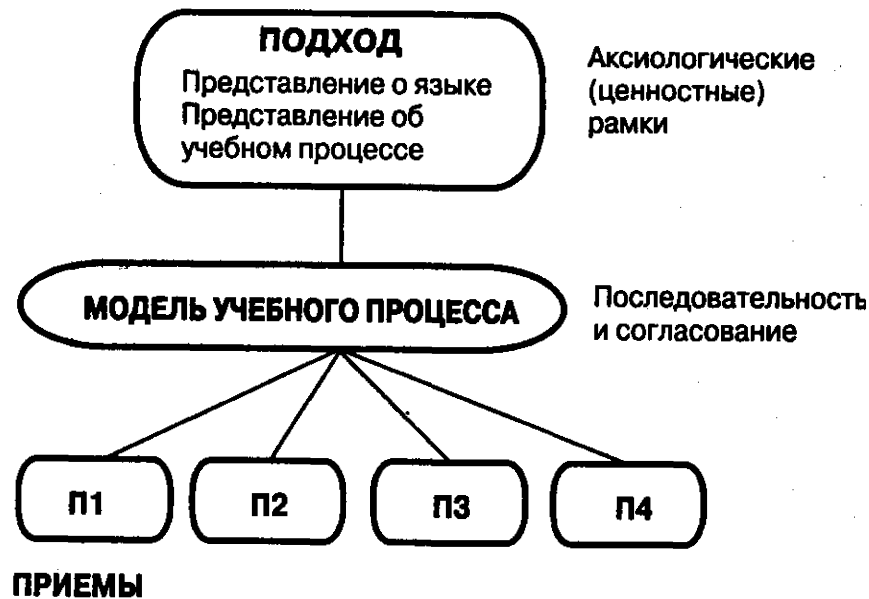 ПОДХОД
Представление о языке
Представление об
учебном процессе
Аксиологические
(ценностные)
рамки
МОДЕЛЬ УЧЕБНОГО ПРОЦЕССА
Последовательность
и согласование
П1
П2
П3
П4
ПРИЕМЫ